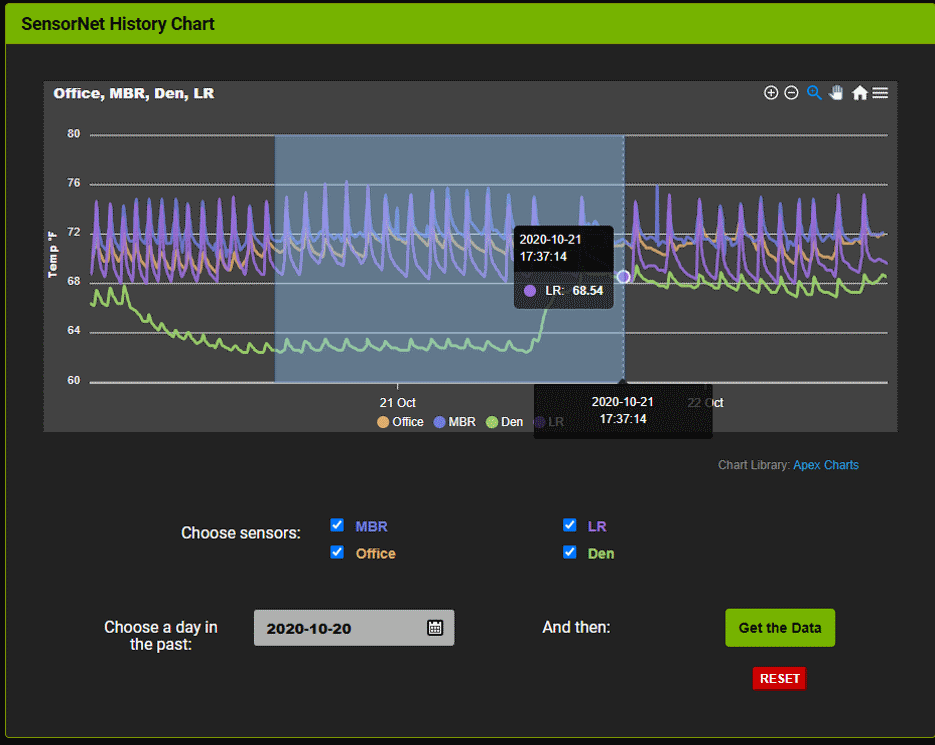 SensorNet History Chart
Office, MBR, Den, LR
80
76
72
68
64
60
Temp °F
2020-10-21
17:37:14
LR: 68.54
21 Oct
22 Oct
2020-10-21
17:37:14
Office MBR Den LR
Chart Library: Apex Charts
Choose sensors:
MBR
LR
Office
Den
Choose a day in
the past:
2020-10-20
And then:
Get the Data
RESET